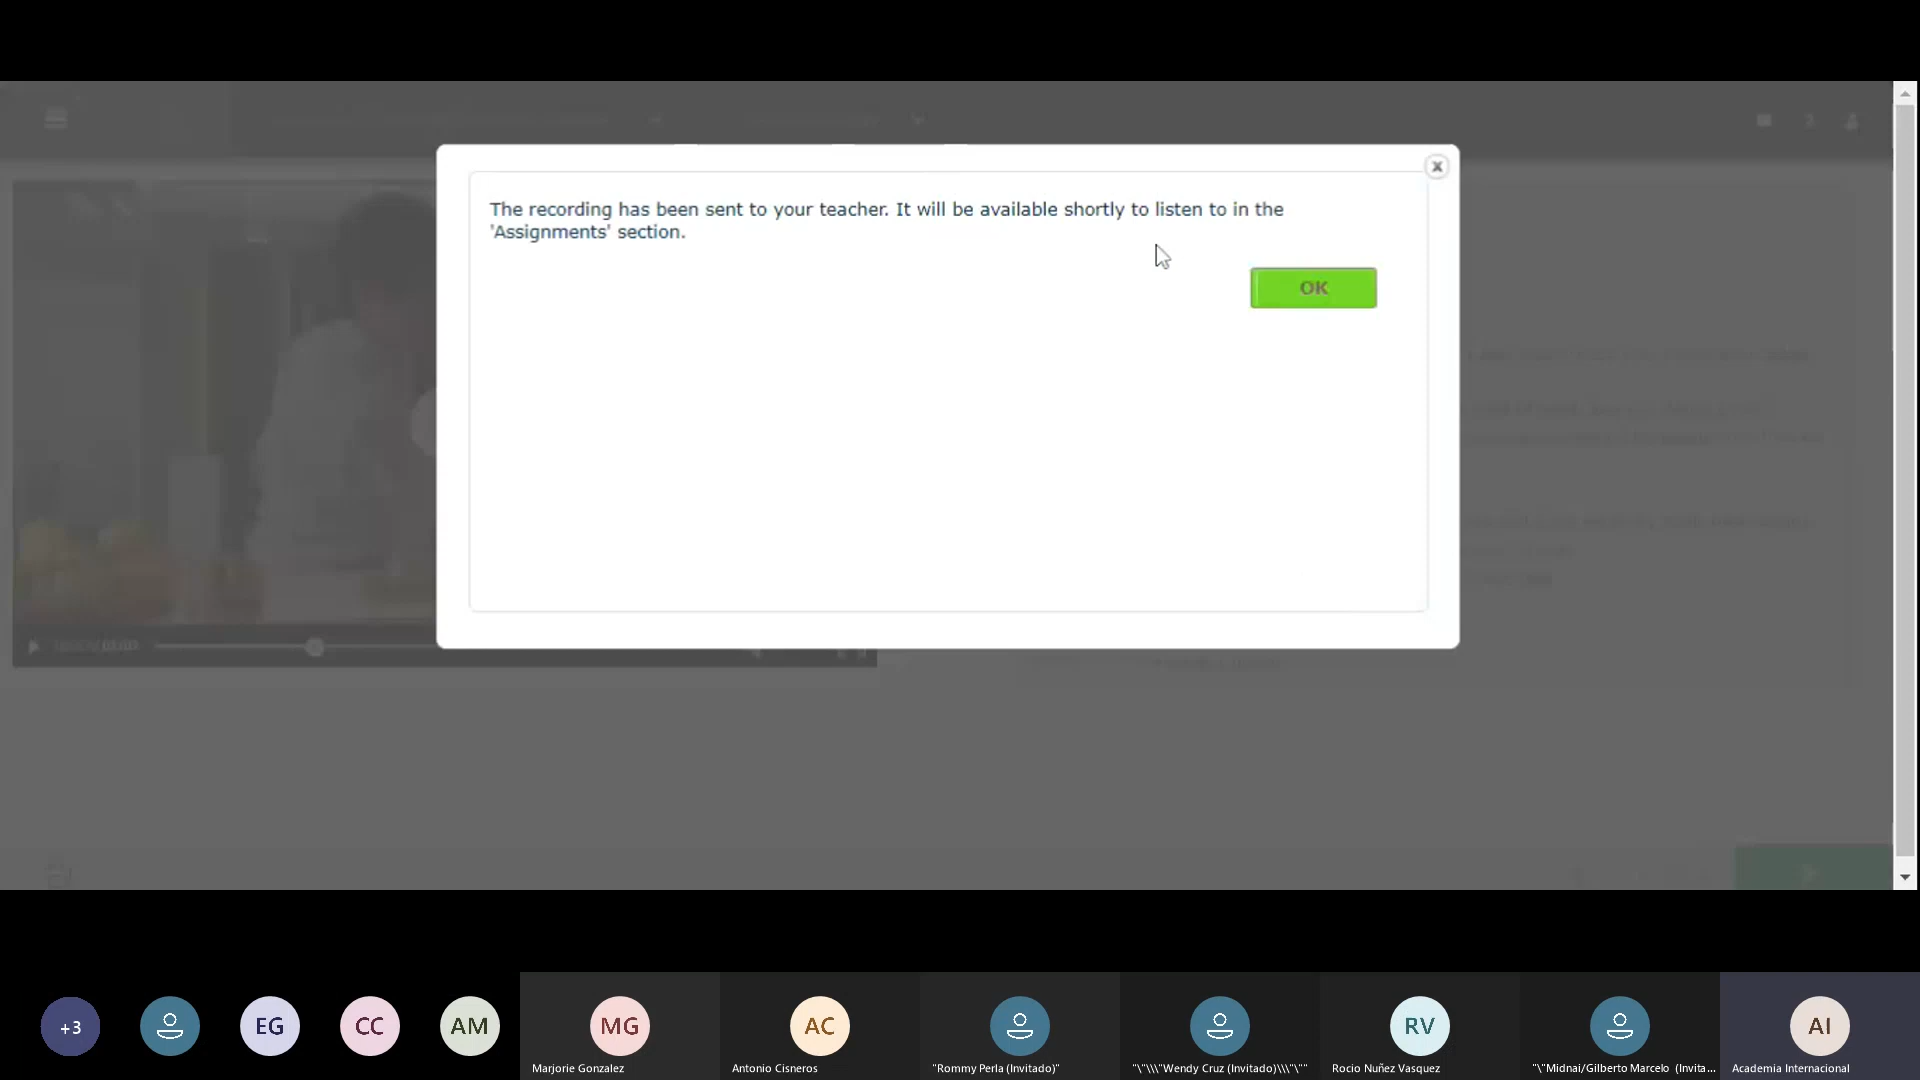 The recording has been sent to your teacher. It will be available shortly to listen to in the
'Assignments' section.
OK
+3
EG
CC
AM
MG
AC
RV
AI
Marjorie Gonzalez
Antonio Cisneros
"Rommy Perla (Invitado)"
"\"\\\"Wendy Cruz (Invitado)\\\"\""
Rocio Nuñez Vasquez
"\"Midnai/Gilberto Marcelo (Invita...
Academia Internacional